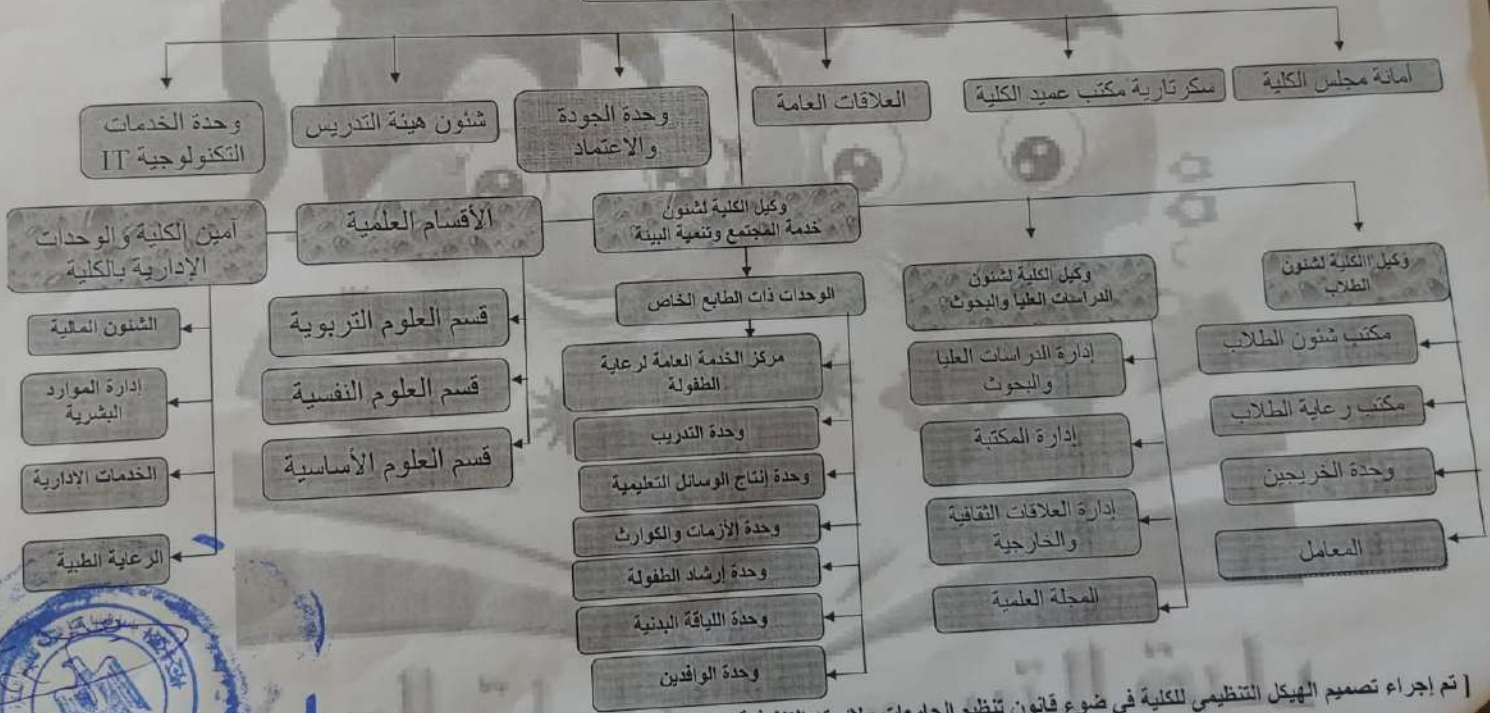 أمانة مجلس الكلية
سكرتارية مكتب عميد الكلية
العلاقات العامة
وحدة الجودة
والاعتماد
شئون هيئة التدريس
وحدة الخدمات
التكنولوجية IT
وكيل الكلية لشئون
الطلاب
مكتب شئون الطلاب
مكتب رعاية الطلاب
وحدة الخريجين
المعامل
وكيل الكلية لشئون
الدراسات العليا والبحوث
إدارة الدراسات العليا
والبحوث
إدارة المكتبة
إدارة العلاقات الثقافية
والخارجية
المجلة العلمية
وكيل الكلية لشئون
خدمة المجتمع وتنمية البيئة
الوحدات ذات الطابع الخاص
مركز الخدمة العامة لرعاية
الطفولة
وحدة التدريب
وحدة إنتاج الوسائل التعليمية
وحدة الأزمات والكوارث
وحدة إرشاد الطفولة
وحدة اللياقة البدنية
وحدة الوافدين
الأقسام العلمية
قسم العلوم التربوية
قسم العلوم النفسية
قسم العلوم الأساسية
أمين الكلية والوحدات
الإدارية بالكلية
الشئون المالية
إدارة الموارد
البشرية
الخدمات الإدارية
الرعاية الطبية
[ تم إجراء تصميم الهيكل التنظيمي للكلية في ضوء قانون تنظيم الجامعات